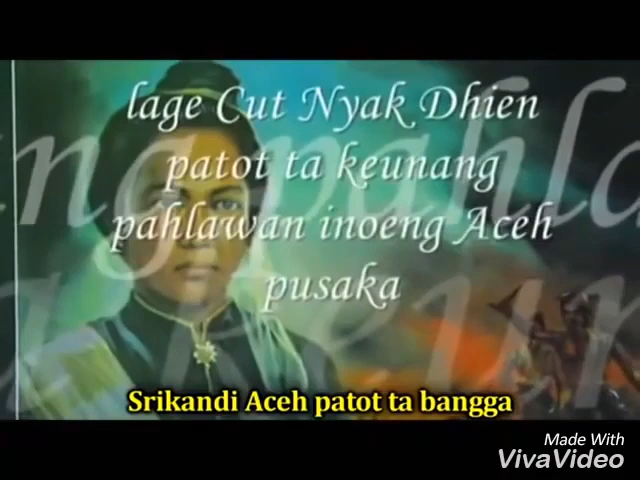 lage Cut Nyak Dhien
patot ta keunang
pahlawan inoeng Aceh
pusaka
Srikandi Aceh patot ta bangga
Made With
VivaVideo